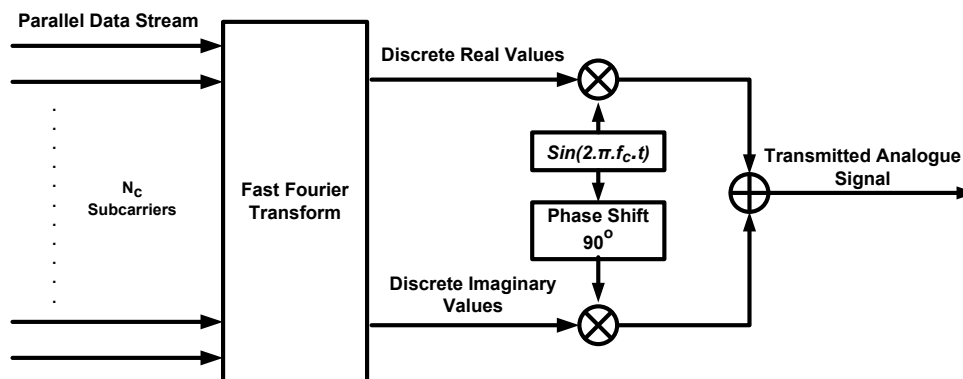 Parallel Data Stream
N_C
Subcarriers
Fast Fourier
Transform
Discrete Real Values
Sin(2.π.f_C.t)
Phase Shift
90^o
Discrete Imaginary
Values
Transmitted Analogue
Signal